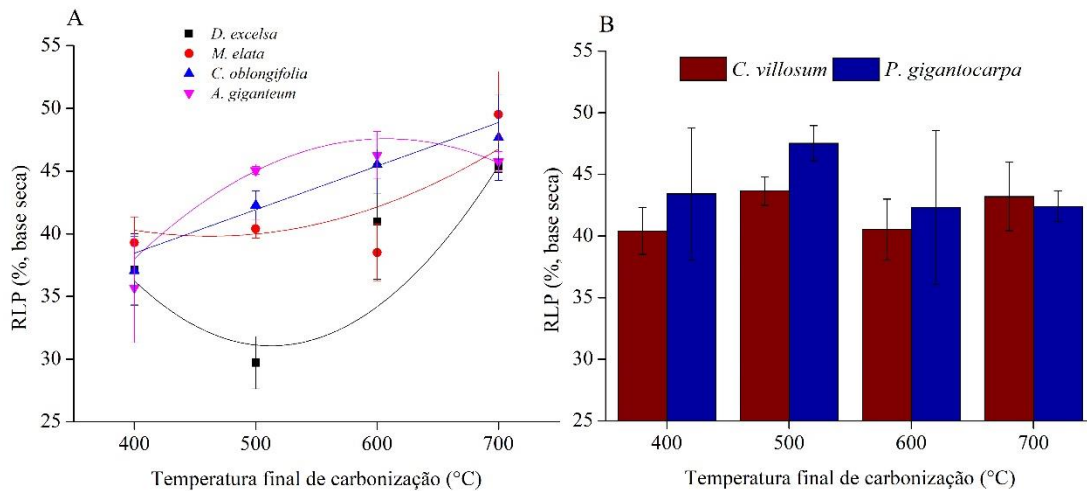 A
D. excelsa
M. elata
C. oblongifolia
A. giganteum
RLP (%, base seca)
55
50
45
40
35
30
25
400 500 600 700
Temperatura final de carbonização (°C)
B
C. villosum P. gigantocarpa
RLP (%, base seca)
55
50
45
40
35
30
25
400 500 600 700
Temperatura final de carbonização (°C)